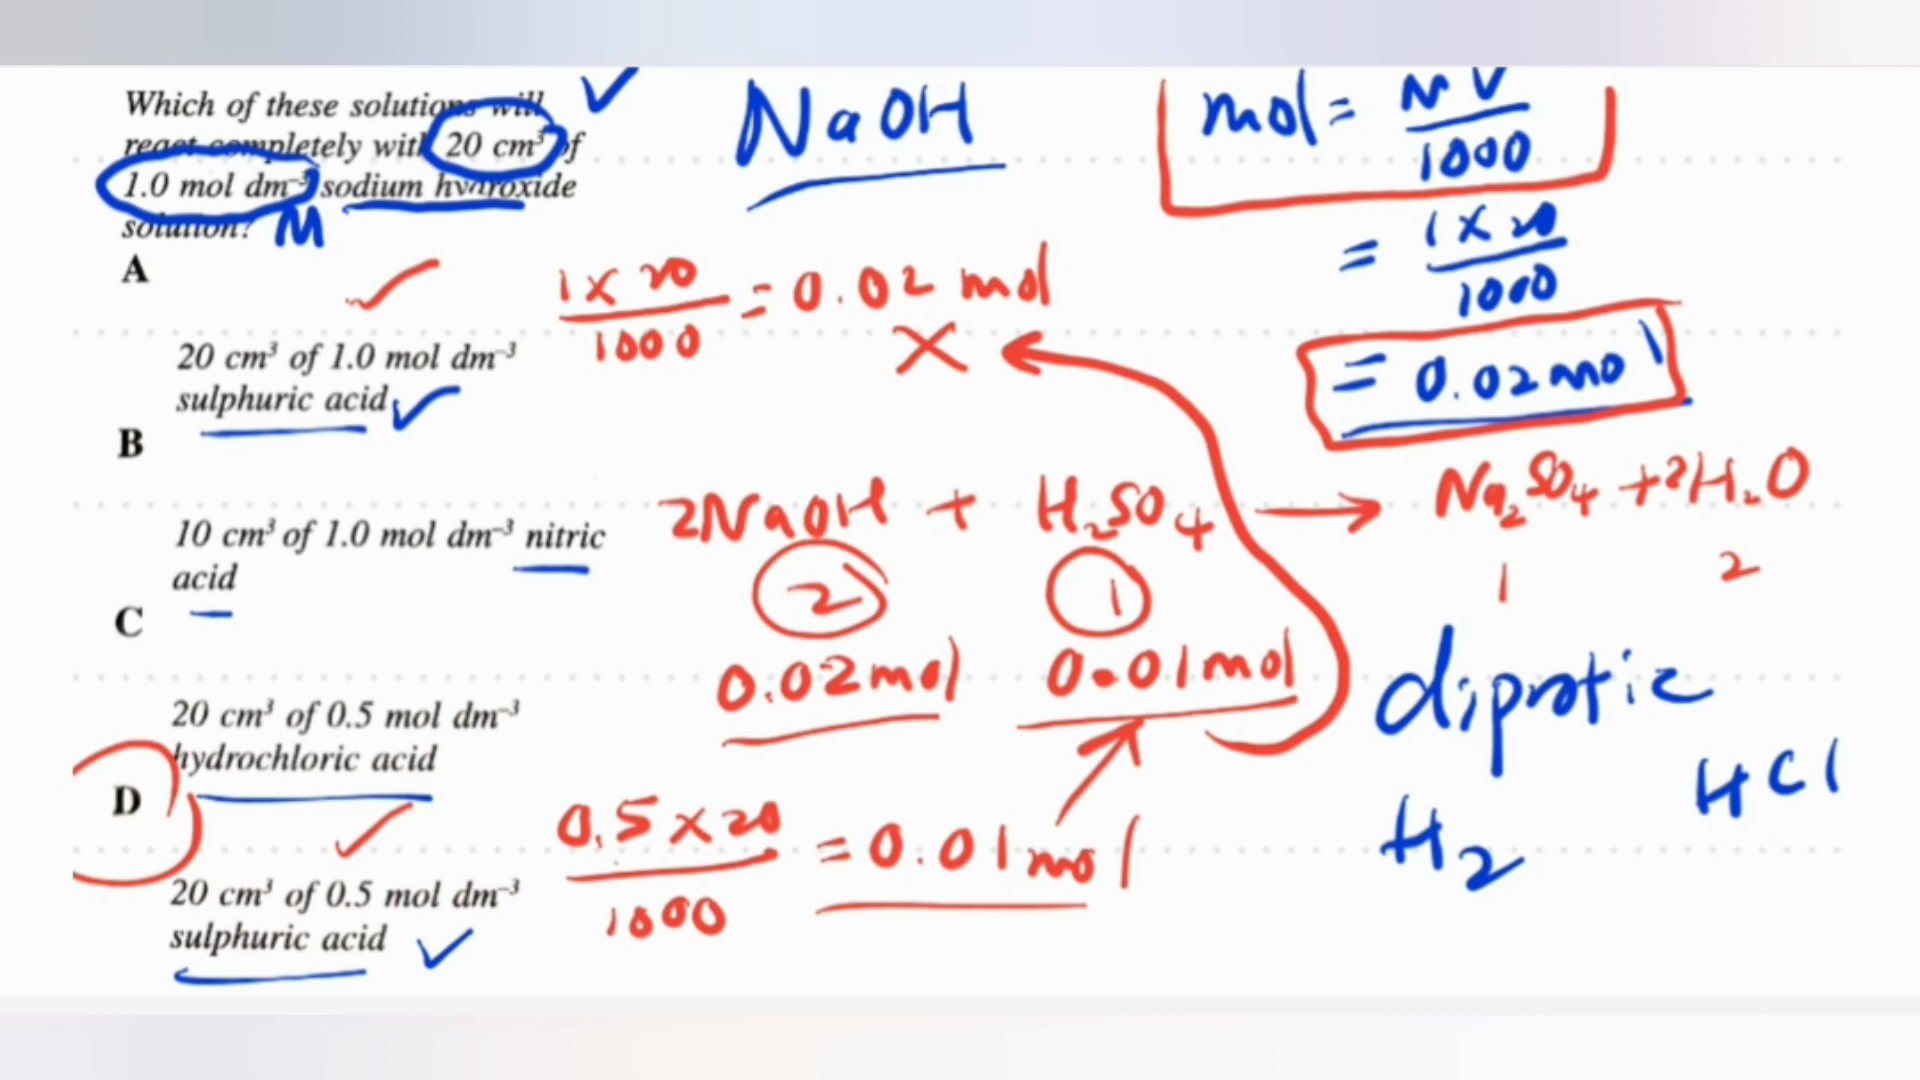 Which of these solutions will
react completely with 20 cm³ of
1.0 mol dm⁻³ sodium hydroxide
solution?
M
NaOH
mol = MV
1000
= 1 × 20
1000
= 0.02 mol
A
1 × 20
1000
= 0.02 mol
20 cm³ of 1.0 mol dm⁻³
sulphuric acid
B
2NaOH + H₂SO₄ → Na₂SO₄ + 2H₂O
2 1 1 2
10 cm³ of 1.0 mol dm⁻³ nitric
acid
C
0.02 mol 0.01 mol
diprotic
H₂
HCl
20 cm³ of 0.5 mol dm⁻³
hydrochloric acid
D
0.5 × 20
1000
= 0.01 mol
20 cm³ of 0.5 mol dm⁻³
sulphuric acid